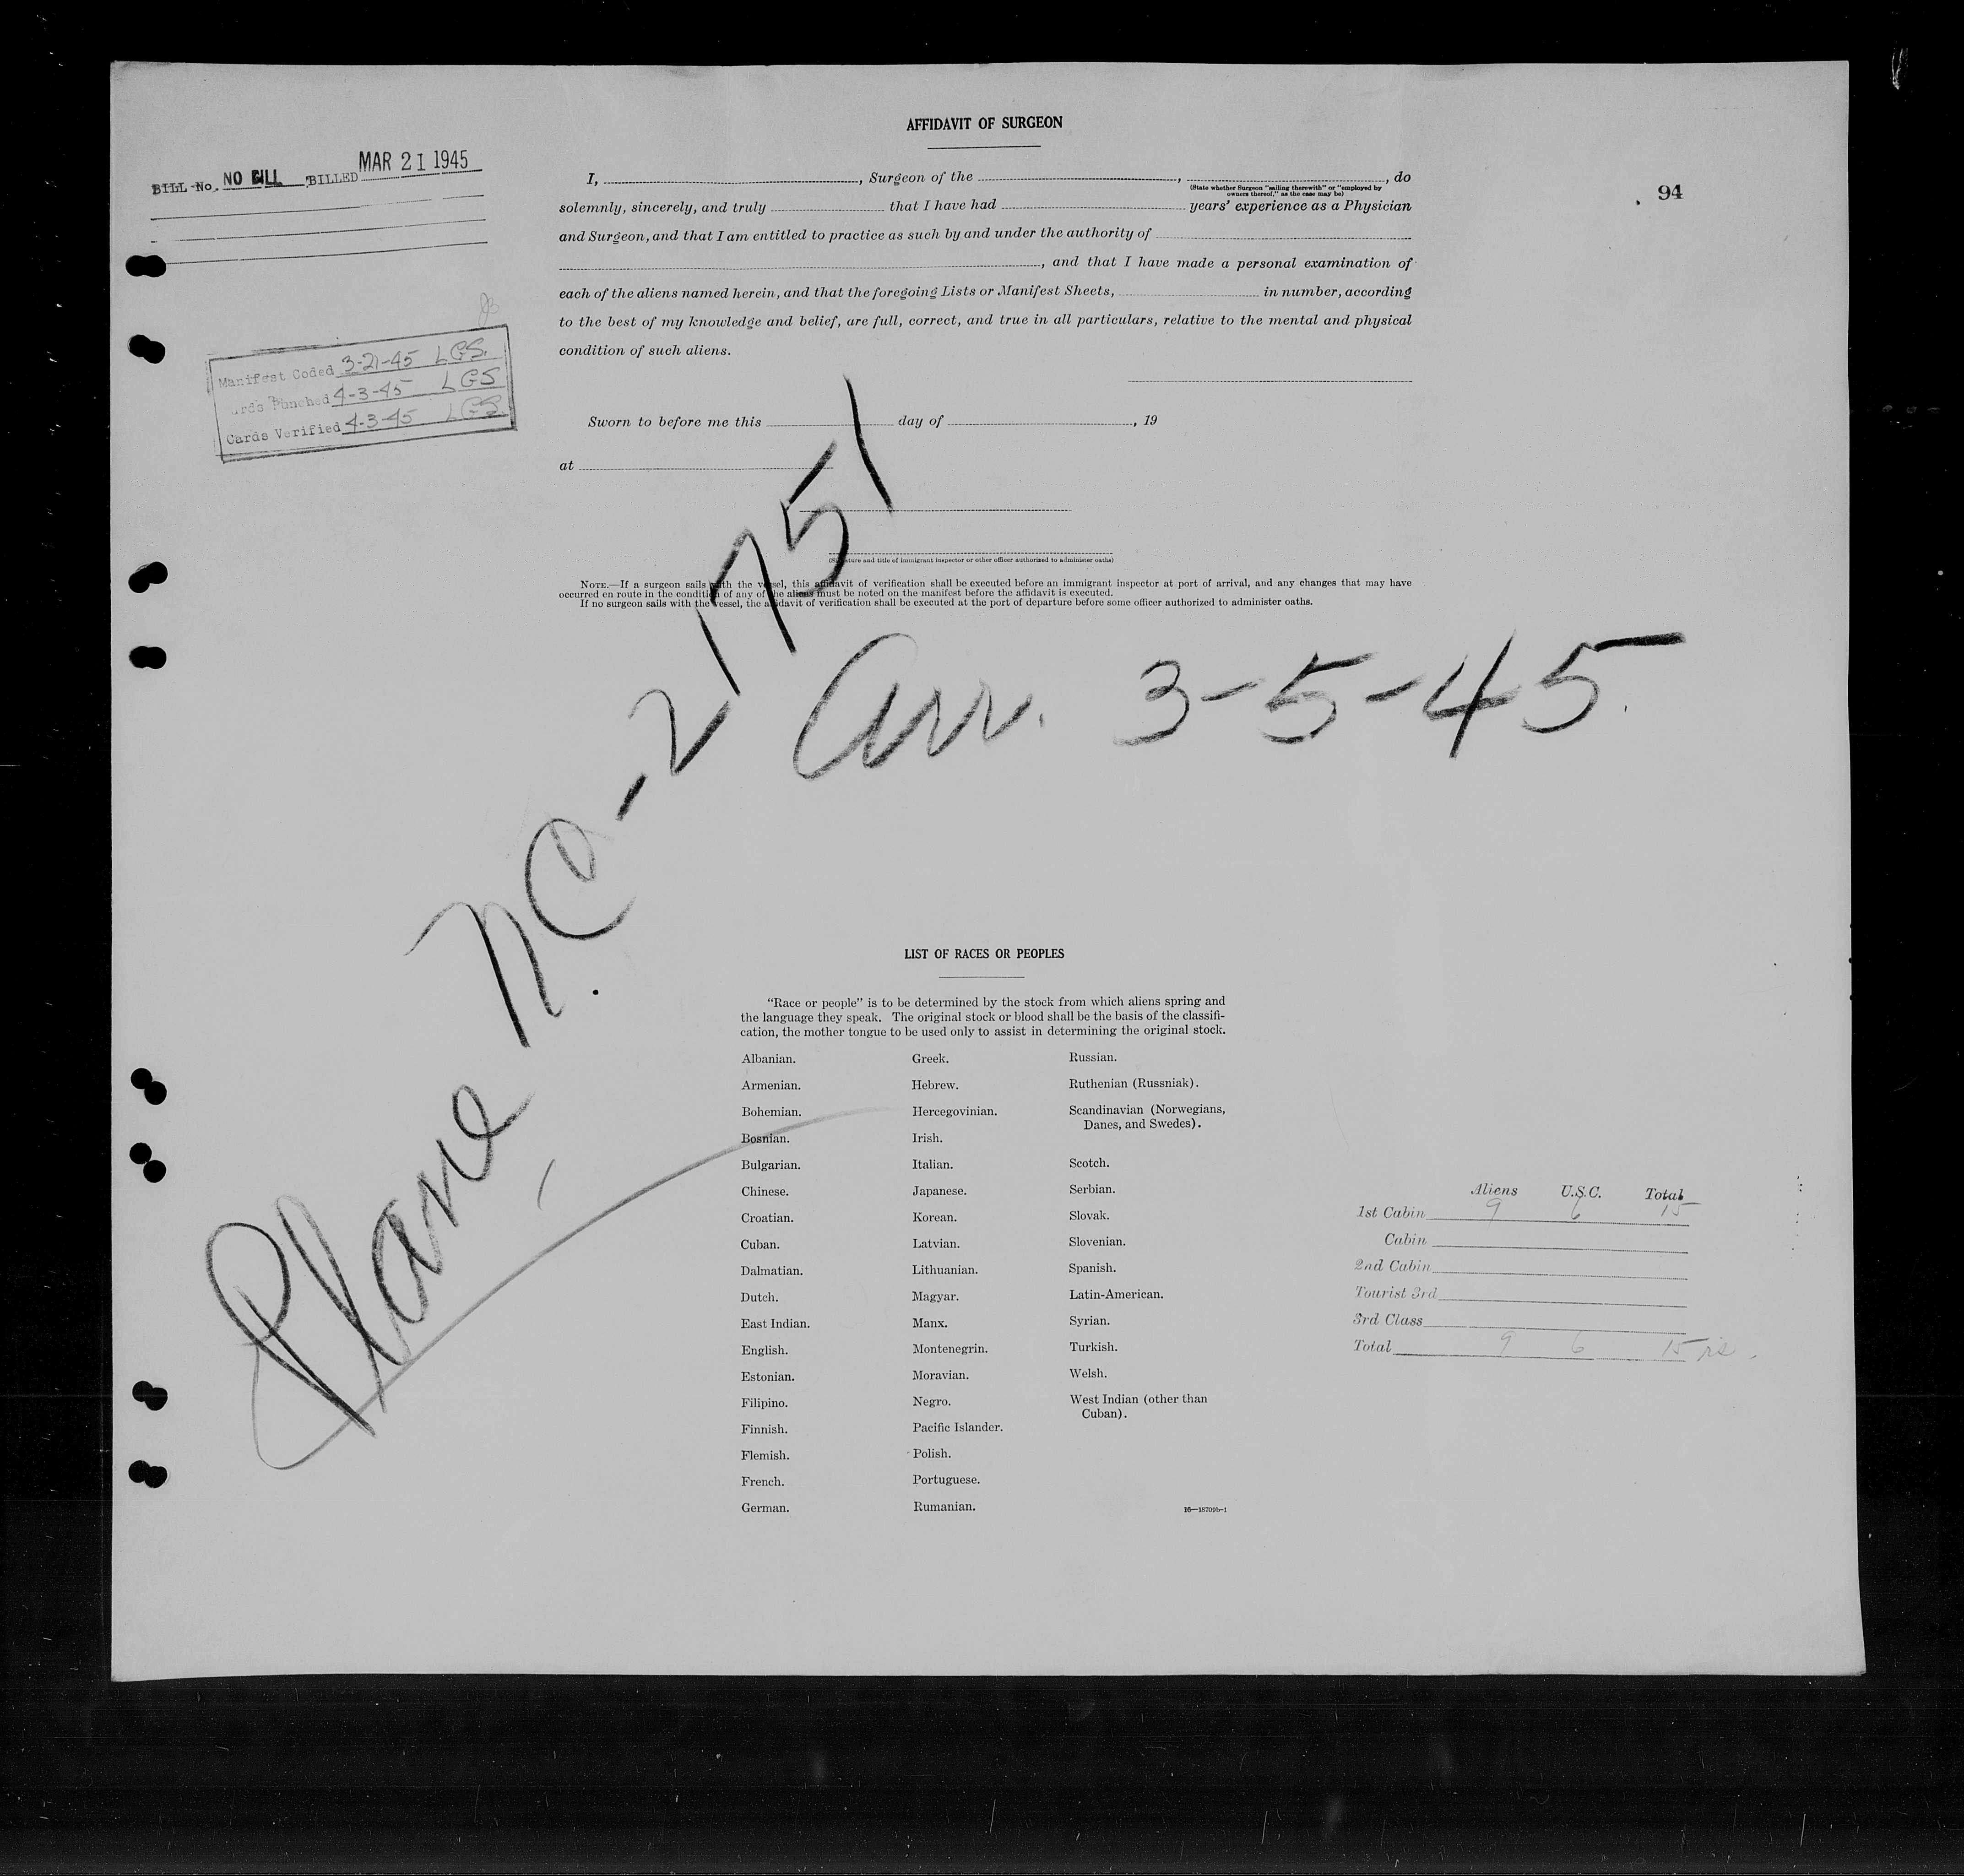 AFFIDAVIT OF SURGEON
BILL No. NO BILL BILLED MAR 21 1945
94
I, , Surgeon of the , , do
(State whether Surgeon "sailing therewith" or "employed by
owners thereof," as the case may be)
solemnly, sincerely, and truly that I have had years' experience as a Physician
and Surgeon, and that I am entitled to practice as such by and under the authority of
, and that I have made a personal examination of
each of the aliens named herein, and that the foregoing Lists or Manifest Sheets, in number, according
to the best of my knowledge and belief, are full, correct, and true in all particulars, relative to the mental and physical
condition of such aliens.
Manifest Coded 3-21-45 LGS.
Cards Punched 4-3-45 LGS
Cards Verified 4-3-45 LGS.
Sworn to before me this day of , 19
at
(Signature and title of immigrant inspector or other officer authorized to administer oaths)
NOTE.—If a surgeon sails with the vessel, this affidavit of verification shall be executed before an immigrant inspector at port of arrival, and any changes that may have
occurred en route in the condition of any of the aliens must be noted on the manifest before the affidavit is executed.
If no surgeon sails with the vessel, the affidavit of verification shall be executed at the port of departure before some officer authorized to administer oaths.
Plane NC-21751
Arr. 3-5-45.
LIST OF RACES OR PEOPLES
"Race or people" is to be determined by the stock from which aliens spring and
the language they speak. The original stock or blood shall be the basis of the classifi-
cation, the mother tongue to be used only to assist in determining the original stock.
Albanian.
Armenian.
Bohemian.
Bosnian.
Bulgarian.
Chinese.
Croatian.
Cuban.
Dalmatian.
Dutch.
East Indian.
English.
Estonian.
Filipino.
Finnish.
Flemish.
French.
German.
Greek.
Hebrew.
Hercegovinian.
Irish.
Italian.
Japanese.
Korean.
Latvian.
Lithuanian.
Magyar.
Manx.
Montenegrin.
Moravian.
Negro.
Pacific Islander.
Polish.
Portuguese.
Rumanian.
Russian.
Ruthenian (Russniak).
Scandinavian (Norwegians,
Danes, and Swedes).
Scotch.
Serbian.
Slovak.
Slovenian.
Spanish.
Latin-American.
Syrian.
Turkish.
Welsh.
West Indian (other than
Cuban).
16—18709b-1
Aliens U.S.C. Total
1st Cabin 9 6 15
Cabin
2nd Cabin
Tourist 3rd
3rd Class
Total 9 6 15